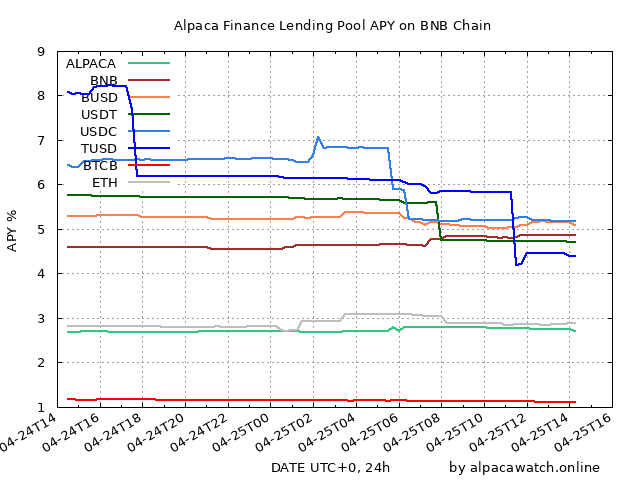 Alpaca Finance Lending Pool APY on BNB Chain
9
8
7
6
5
4
3
2
1
APY %
ALPACA
BNB
BUSD
USDT
USDC
TUSD
BTCB
ETH
04-24T14
04-24T16
04-24T18
04-24T20
04-24T22
04-25T00
04-25T02
04-25T04
04-25T06
04-25T08
04-25T10
04-25T12
04-25T14
04-25T16
DATE UTC+0, 24h
by alpacawatch.online